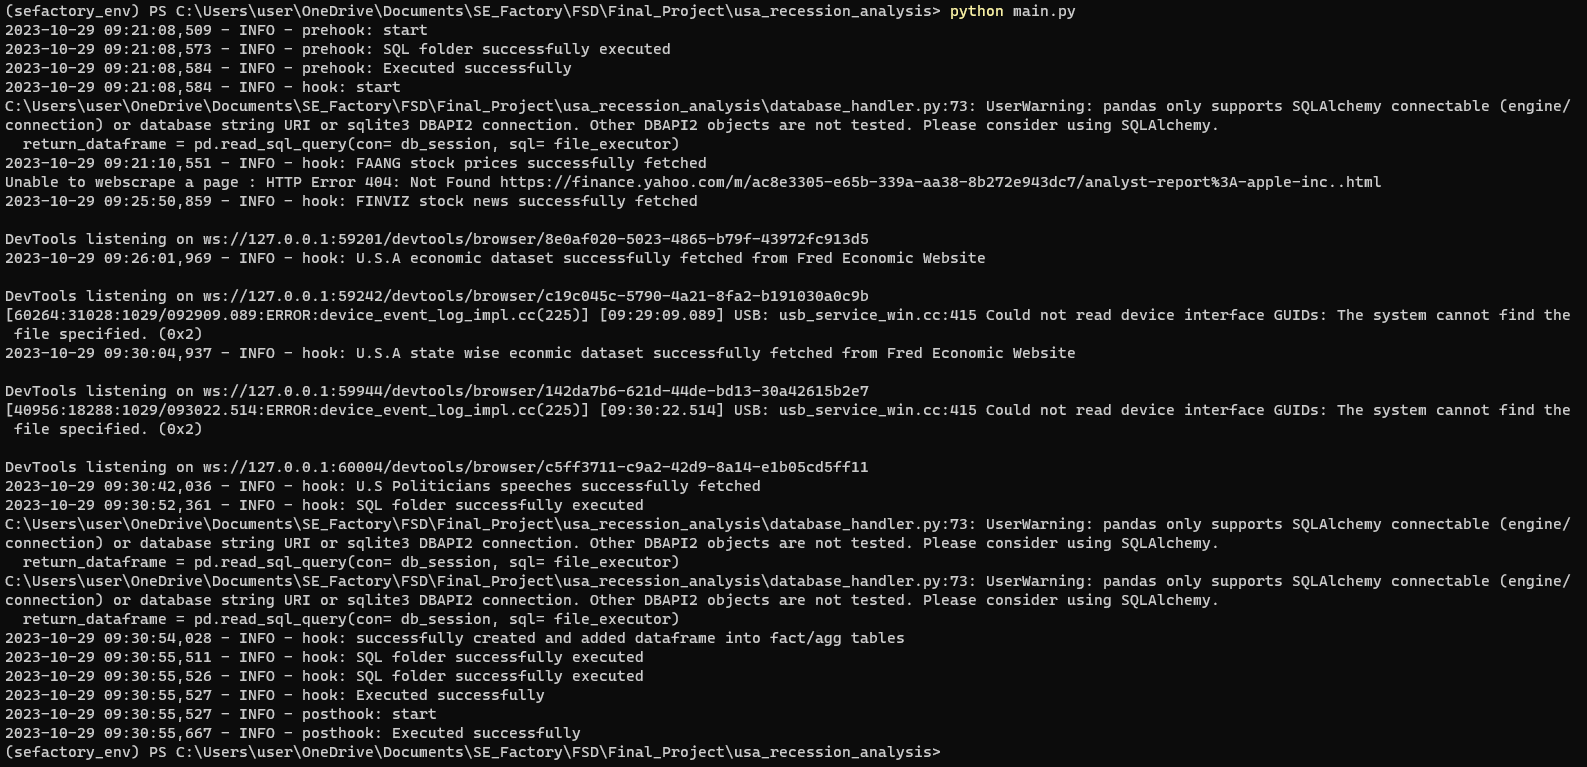 (sefactory_env) PS C:\Users\user\OneDrive\Documents\SE_Factory\FSD\Final_Project\usa_recession_analysis> python main.py
2023-10-29 09:21:08,509 - INFO - prehook: start
2023-10-29 09:21:08,573 - INFO - prehook: SQL folder successfully executed
2023-10-29 09:21:08,584 - INFO - prehook: Executed successfully
2023-10-29 09:21:08,584 - INFO - hook: start
C:\Users\user\OneDrive\Documents\SE_Factory\FSD\Final_Project\usa_recession_analysis\database_handler.py:73: UserWarning: pandas only supports SQLAlchemy connectable (engine/
connection) or database string URI or sqlite3 DBAPI2 connection. Other DBAPI2 objects are not tested. Please consider using SQLAlchemy.
  return_dataframe = pd.read_sql_query(con= db_session, sql= file_executor)
2023-10-29 09:21:10,551 - INFO - hook: FAANG stock prices successfully fetched
Unable to webscrape a page : HTTP Error 404: Not Found https://finance.yahoo.com/m/ac8e3305-e65b-339a-aa38-8b272e943dc7/analyst-report%3A-apple-inc..html
2023-10-29 09:25:50,859 - INFO - hook: FINVIZ stock news successfully fetched

DevTools listening on ws://127.0.0.1:59201/devtools/browser/8e0af020-5023-4865-b79f-43972fc913d5
2023-10-29 09:26:01,969 - INFO - hook: U.S.A economic dataset successfully fetched from Fred Economic Website

DevTools listening on ws://127.0.0.1:59242/devtools/browser/c19c045c-5790-4a21-8fa2-b191030a0c9b
[60264:31028:1029/092909.089:ERROR:device_event_log_impl.cc(225)] [09:29:09.089] USB: usb_service_win.cc:415 Could not read device interface GUIDs: The system cannot find the
 file specified. (0x2)
2023-10-29 09:30:04,937 - INFO - hook: U.S.A state wise econmic dataset successfully fetched from Fred Economic Website

DevTools listening on ws://127.0.0.1:59944/devtools/browser/142da7b6-621d-44de-bd13-30a42615b2e7
[40956:18288:1029/093022.514:ERROR:device_event_log_impl.cc(225)] [09:30:22.514] USB: usb_service_win.cc:415 Could not read device interface GUIDs: The system cannot find the
 file specified. (0x2)

DevTools listening on ws://127.0.0.1:60004/devtools/browser/c5ff3711-c9a2-42d9-8a14-e1b05cd5ff11
2023-10-29 09:30:42,036 - INFO - hook: U.S Politicians speeches successfully fetched
2023-10-29 09:30:52,361 - INFO - hook: SQL folder successfully executed
C:\Users\user\OneDrive\Documents\SE_Factory\FSD\Final_Project\usa_recession_analysis\database_handler.py:73: UserWarning: pandas only supports SQLAlchemy connectable (engine/
connection) or database string URI or sqlite3 DBAPI2 connection. Other DBAPI2 objects are not tested. Please consider using SQLAlchemy.
  return_dataframe = pd.read_sql_query(con= db_session, sql= file_executor)
C:\Users\user\OneDrive\Documents\SE_Factory\FSD\Final_Project\usa_recession_analysis\database_handler.py:73: UserWarning: pandas only supports SQLAlchemy connectable (engine/
connection) or database string URI or sqlite3 DBAPI2 connection. Other DBAPI2 objects are not tested. Please consider using SQLAlchemy.
  return_dataframe = pd.read_sql_query(con= db_session, sql= file_executor)
2023-10-29 09:30:54,028 - INFO - hook: successfully created and added dataframe into fact/agg tables
2023-10-29 09:30:55,511 - INFO - hook: SQL folder successfully executed
2023-10-29 09:30:55,526 - INFO - hook: SQL folder successfully executed
2023-10-29 09:30:55,527 - INFO - hook: Executed successfully
2023-10-29 09:30:55,527 - INFO - posthook: start
2023-10-29 09:30:55,667 - INFO - posthook: Executed successfully
(sefactory_env) PS C:\Users\user\OneDrive\Documents\SE_Factory\FSD\Final_Project\usa_recession_analysis>